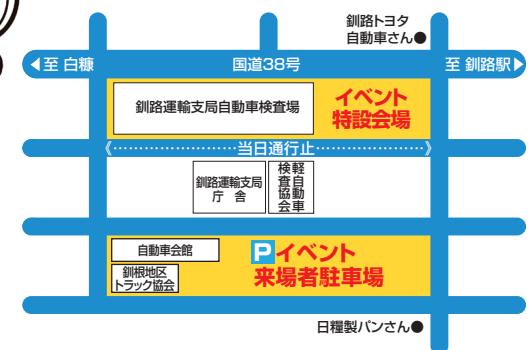 釧路トヨタ
自動車さん●
◀至 白糠
国道38号
至 釧路駅▶
釧路運輸支局自動車検査場
イベント
特設会場
《‥‥‥‥‥‥‥‥当日通行止‥‥‥‥‥‥‥‥》
釧路運輸支局
庁 舎
軽自動車
検査協会
自動車会館
釧根地区
トラック協会
Pイベント
来場者駐車場
日糧製パンさん●